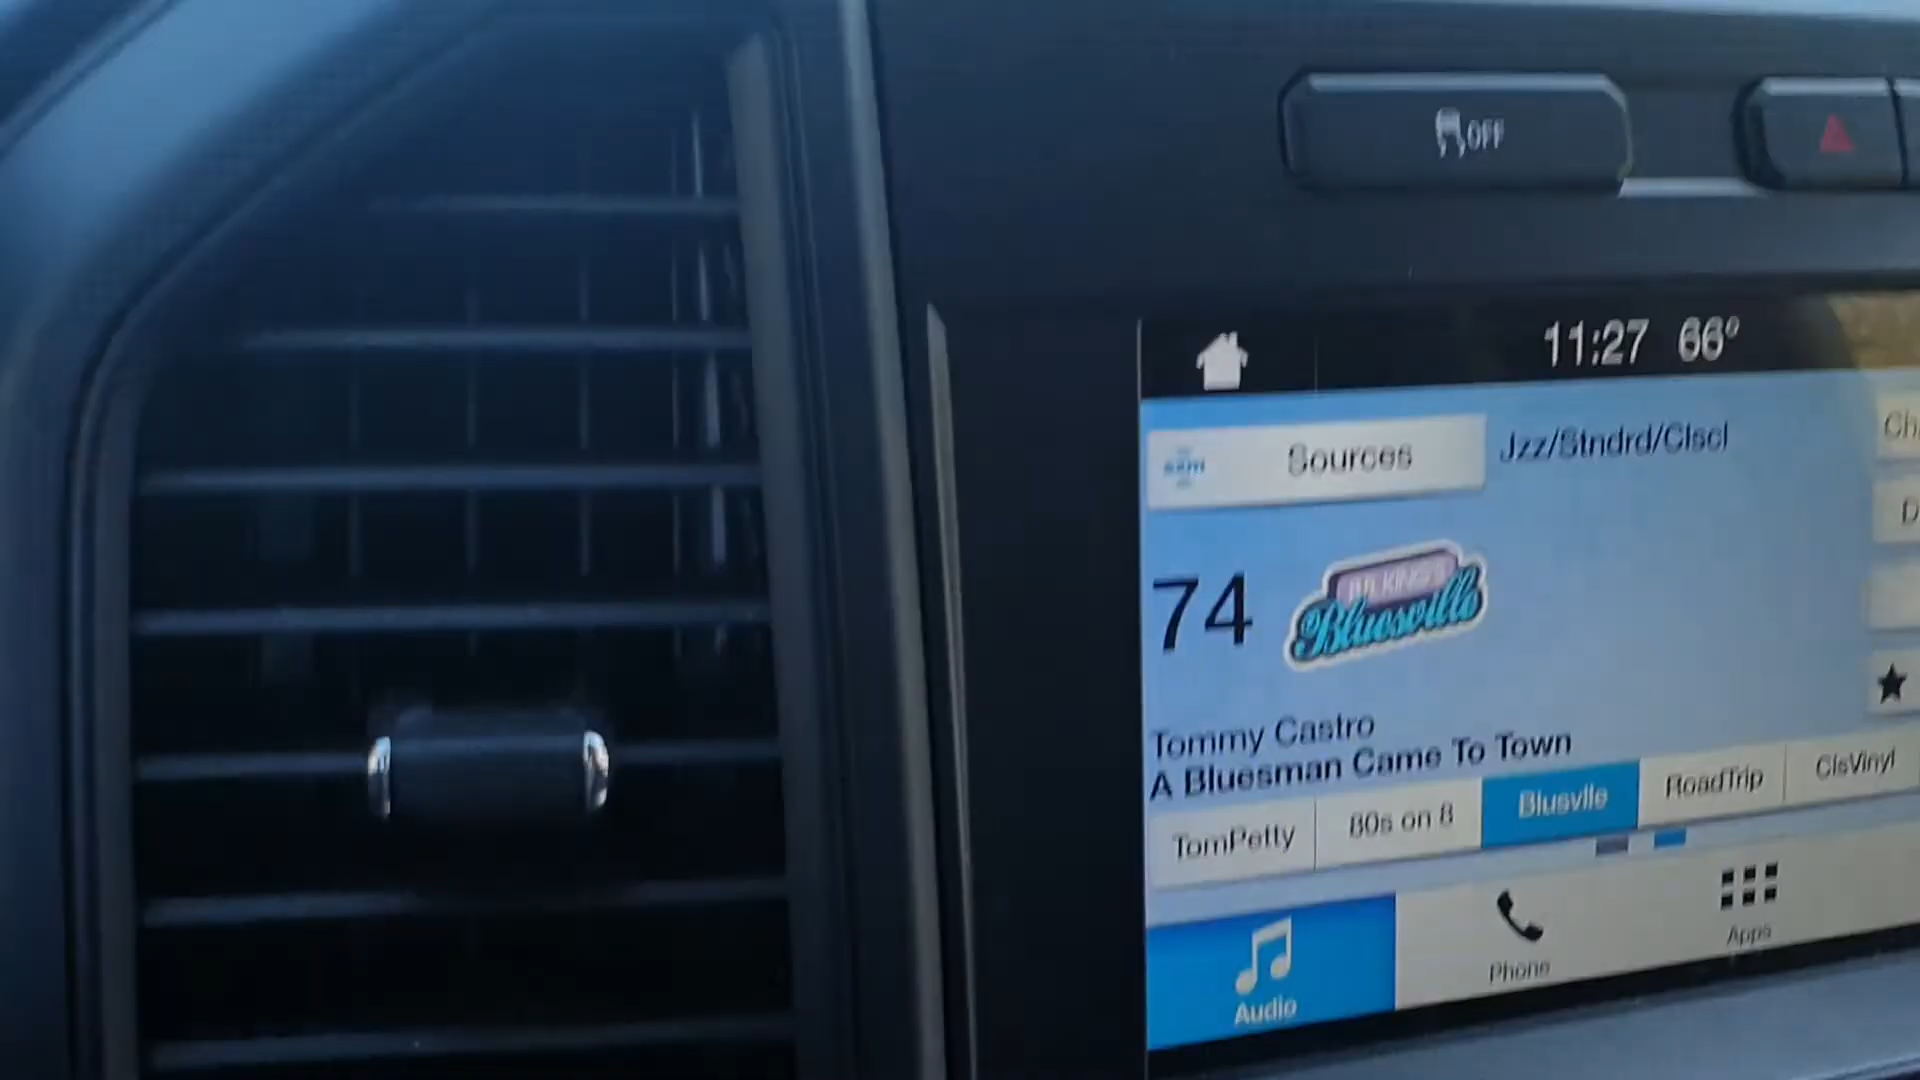 OFF
11:27 66°
Sources
Jzz/Stndrd/Clscl
74
B.B. KING'S
Bluesville
Tommy Castro
A Bluesman Came To Town
TomPetty
80s on 8
Blusvlle
RoadTrip
ClsVinyl
Audio
Phone
Apps